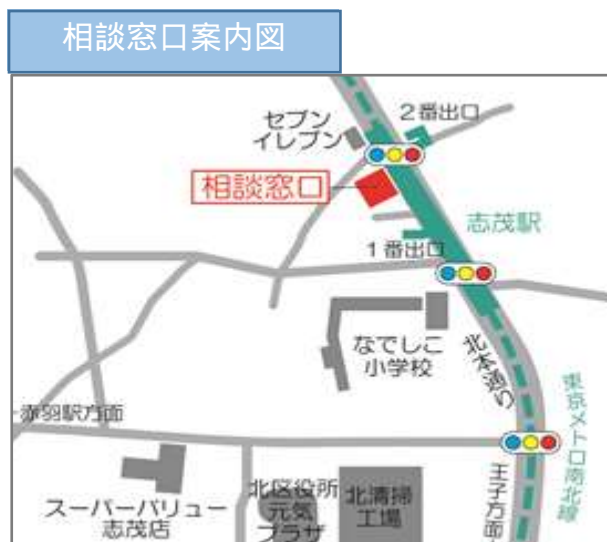 相談窓口案内図
セブン
イレブン
2番出口
相談窓口
志茂駅
1番出口
なでしこ
小学校
北本通り
東京メトロ南北線
赤羽駅方面
スーパーバリュー
志茂店
北区役所
元気
プラザ
北清掃
工場
王子方面